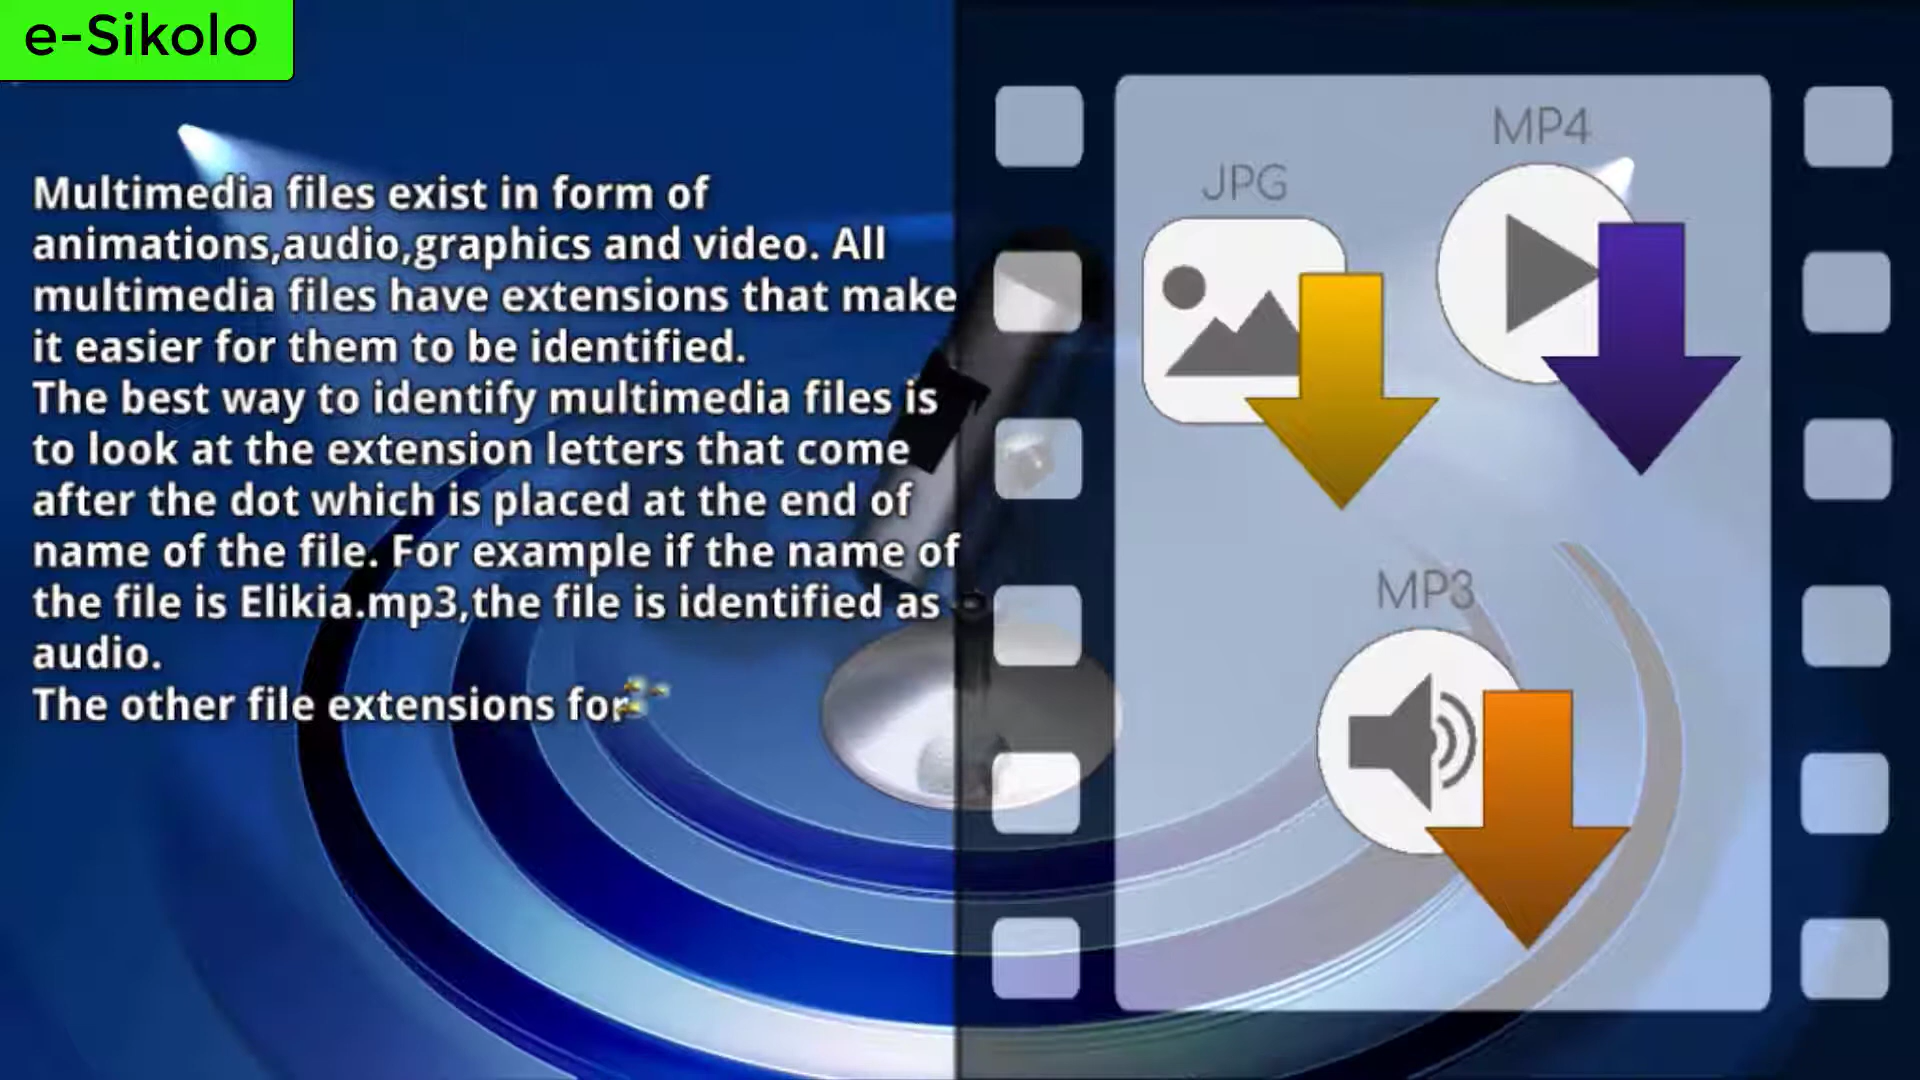 e-Sikolo
Multimedia files exist in form of
animations,audio,graphics and video. All
multimedia files have extensions that make
it easier for them to be identified.
The best way to identify multimedia files is
to look at the extension letters that come
after the dot which is placed at the end of
name of the file. For example if the name of
the file is Elikia.mp3,the file is identified as
audio.
The other file extensions for
JPG
MP4
MP3